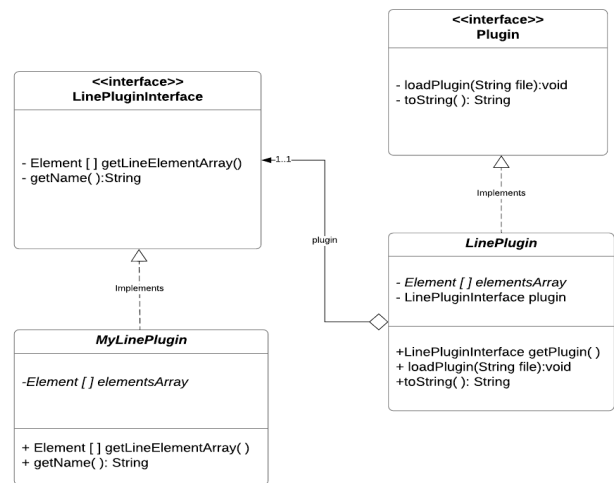 <<interface>>
Plugin
- loadPlugin(String file):void
- toString( ): String
<<interface>>
LinePluginInterface
- Element [ ] getLineElementArray()
- getName( ):String
1..1
Implements
plugin
Implements
LinePlugin
- Element [ ] elementsArray
- LinePluginInterface plugin
+LinePluginInterface getPlugin( )
+ loadPlugin(String file):void
+toString( ): String
MyLinePlugin
-Element [ ] elementsArray
+ Element [ ] getLineElementArray( )
+ getName( ): String